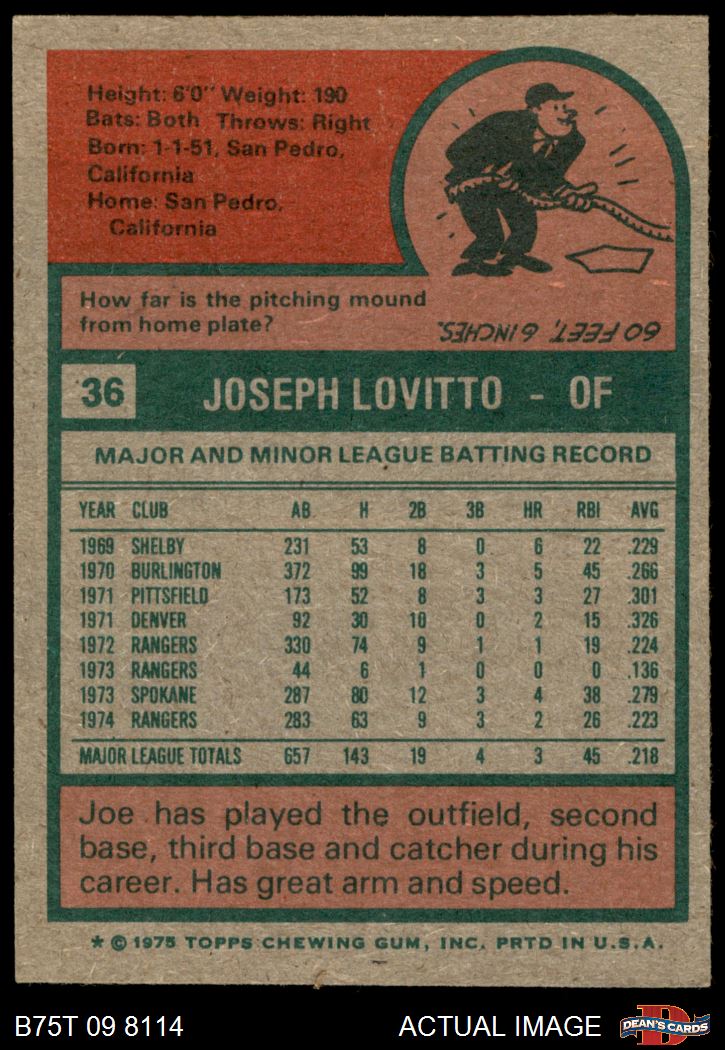 Height: 6'0" Weight: 190
Bats: Both Throws: Right
Born: 1-1-51, San Pedro,
California
Home: San Pedro,
California
How far is the pitching mound
from home plate?
60 FEET, 6 INCHES.
36 JOSEPH LOVITTO - OF
MAJOR AND MINOR LEAGUE BATTING RECORD
YEAR CLUB AB H 2B 3B HR RBI AVG
1969 SHELBY 231 53 8 0 6 22 .229
1970 BURLINGTON 372 99 18 3 5 45 .266
1971 PITTSFIELD 173 52 8 3 3 27 .301
1971 DENVER 92 30 10 0 2 15 .326
1972 RANGERS 330 74 9 1 1 19 .224
1973 RANGERS 44 6 1 0 0 0 .136
1973 SPOKANE 287 80 12 3 4 38 .279
1974 RANGERS 283 63 9 3 2 26 .223
MAJOR LEAGUE TOTALS 657 143 19 4 3 45 .218
Joe has played the outfield, second
base, third base and catcher during his
career. Has great arm and speed.
* © 1975 TOPPS CHEWING GUM, INC. PRTD IN U.S.A.
B75T 09 8114 ACTUAL IMAGE D DEAN'S CARDS